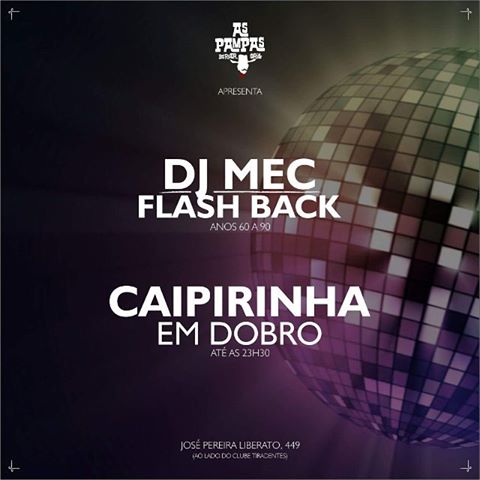 AS
PAMPAS
APRESENTA
DJ MEC
FLASH BACK
ANOS 60 A 90
CAIPIRINHA
EM DOBRO
ATÉ AS 23H30
JOSÉ PEREIRA LIBERATO, 449
(AO LADO DO CLUBE TIRADENTES)